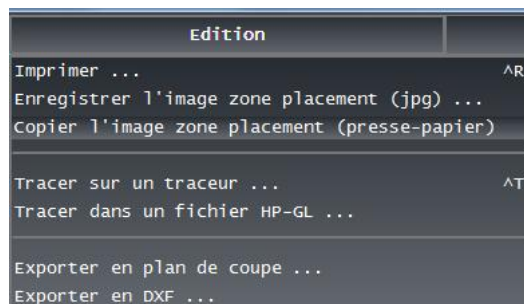 Edition
Imprimer ... ^R
Enregistrer l'image zone placement (jpg) ...
Copier l'image zone placement (presse-papier)
Tracer sur un traceur ... ^T
Tracer dans un fichier HP-GL ...
Exporter en plan de coupe ...
Exporter en DXF ...